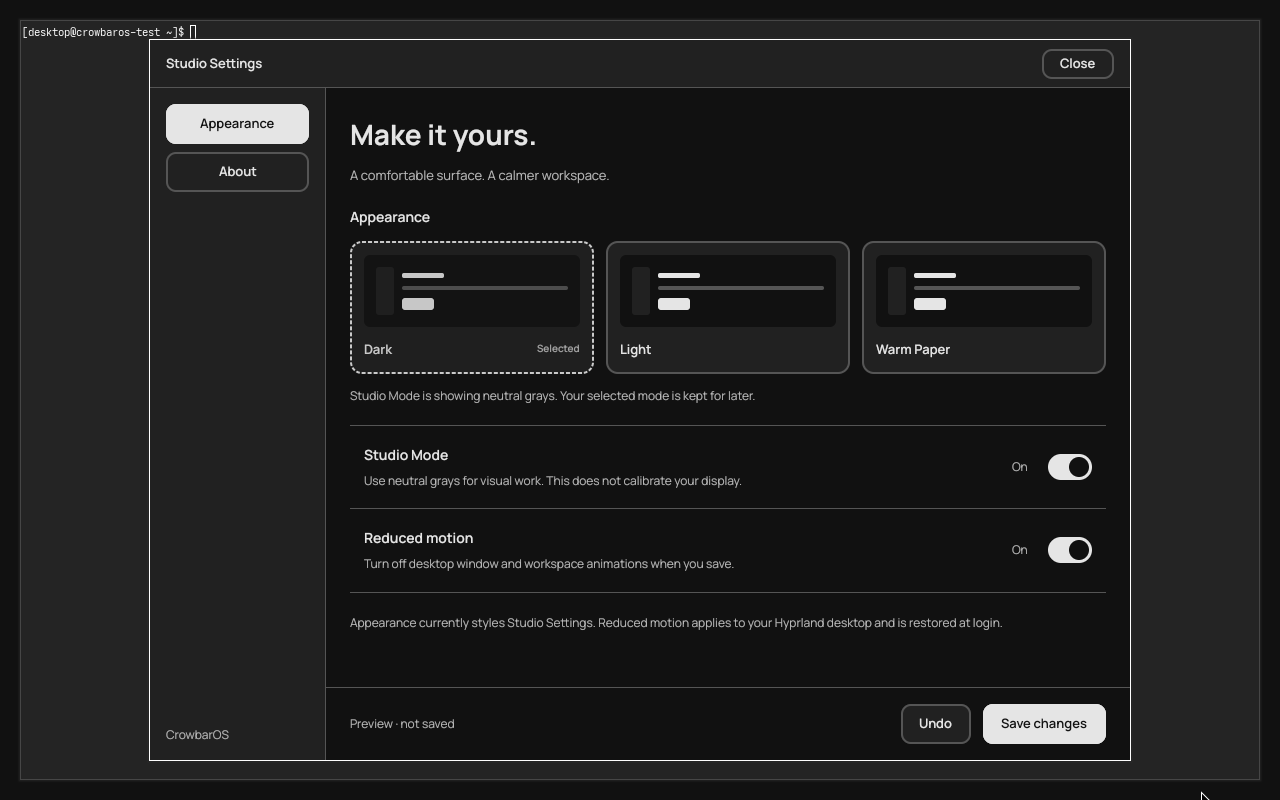 [desktop@crowbaros-test ~]$
Studio Settings
Close
Appearance
About
Make it yours.
A comfortable surface. A calmer workspace.
Appearance
Dark
Selected
Light
Warm Paper
Studio Mode is showing neutral grays. Your selected mode is kept for later.
Studio Mode
Use neutral grays for visual work. This does not calibrate your display.
On
Reduced motion
Turn off desktop window and workspace animations when you save.
On
Appearance currently styles Studio Settings. Reduced motion applies to your Hyprland desktop and is restored at login.
CrowbarOS
Preview · not saved
Undo
Save changes